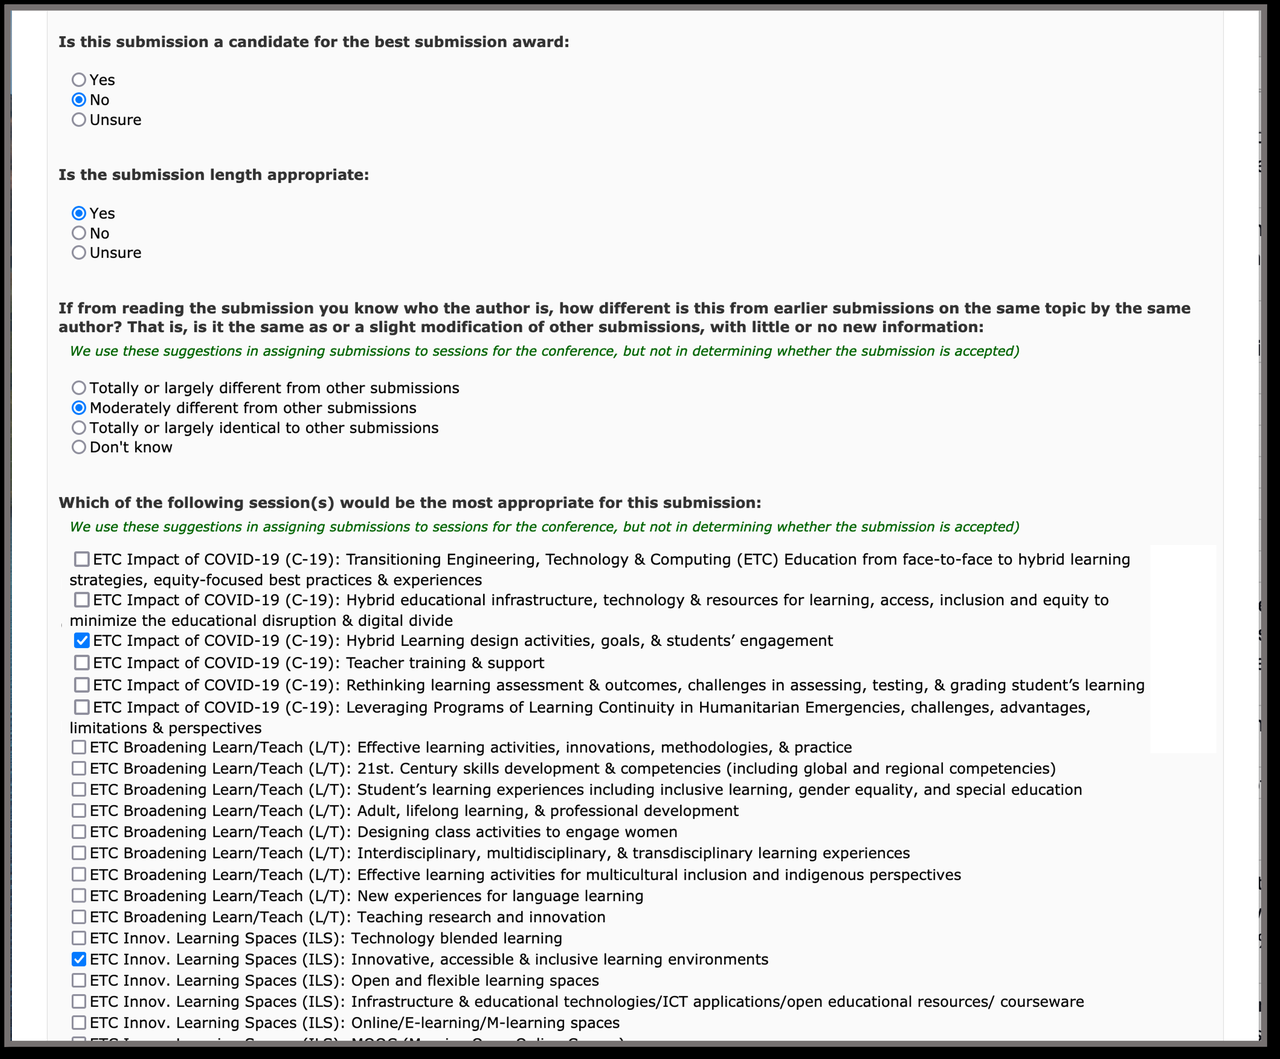 Is this submission a candidate for the best submission award:
Yes
No
Unsure
Is the submission length appropriate:
Yes
No
Unsure
If from reading the submission you know who the author is, how different is this from earlier submissions on the same topic by the same
author? That is, is it the same as or a slight modification of other submissions, with little or no new information:
We use these suggestions in assigning submissions to sessions for the conference, but not in determining whether the submission is accepted)
Totally or largely different from other submissions
Moderately different from other submissions
Totally or largely identical to other submissions
Don't know
Which of the following session(s) would be the most appropriate for this submission:
We use these suggestions in assigning submissions to sessions for the conference, but not in determining whether the submission is accepted)
ETC Impact of COVID-19 (C-19): Transitioning Engineering, Technology & Computing (ETC) Education from face-to-face to hybrid learning
strategies, equity-focused best practices & experiences
ETC Impact of COVID-19 (C-19): Hybrid educational infrastructure, technology & resources for learning, access, inclusion and equity to
minimize the educational disruption & digital divide
ETC Impact of COVID-19 (C-19): Hybrid Learning design activities, goals, & students’ engagement
ETC Impact of COVID-19 (C-19): Teacher training & support
ETC Impact of COVID-19 (C-19): Rethinking learning assessment & outcomes, challenges in assessing, testing, & grading student’s learning
ETC Impact of COVID-19 (C-19): Leveraging Programs of Learning Continuity in Humanitarian Emergencies, challenges, advantages,
limitations & perspectives
ETC Broadening Learn/Teach (L/T): Effective learning activities, innovations, methodologies, & practice
ETC Broadening Learn/Teach (L/T): 21st. Century skills development & competencies (including global and regional competencies)
ETC Broadening Learn/Teach (L/T): Student’s learning experiences including inclusive learning, gender equality, and special education
ETC Broadening Learn/Teach (L/T): Adult, lifelong learning, & professional development
ETC Broadening Learn/Teach (L/T): Designing class activities to engage women
ETC Broadening Learn/Teach (L/T): Interdisciplinary, multidisciplinary, & transdisciplinary learning experiences
ETC Broadening Learn/Teach (L/T): Effective learning activities for multicultural inclusion and indigenous perspectives
ETC Broadening Learn/Teach (L/T): New experiences for language learning
ETC Broadening Learn/Teach (L/T): Teaching research and innovation
ETC Innov. Learning Spaces (ILS): Technology blended learning
ETC Innov. Learning Spaces (ILS): Innovative, accessible & inclusive learning environments
ETC Innov. Learning Spaces (ILS): Open and flexible learning spaces
ETC Innov. Learning Spaces (ILS): Infrastructure & educational technologies/ICT applications/open educational resources/ courseware
ETC Innov. Learning Spaces (ILS): Online/E-learning/M-learning spaces